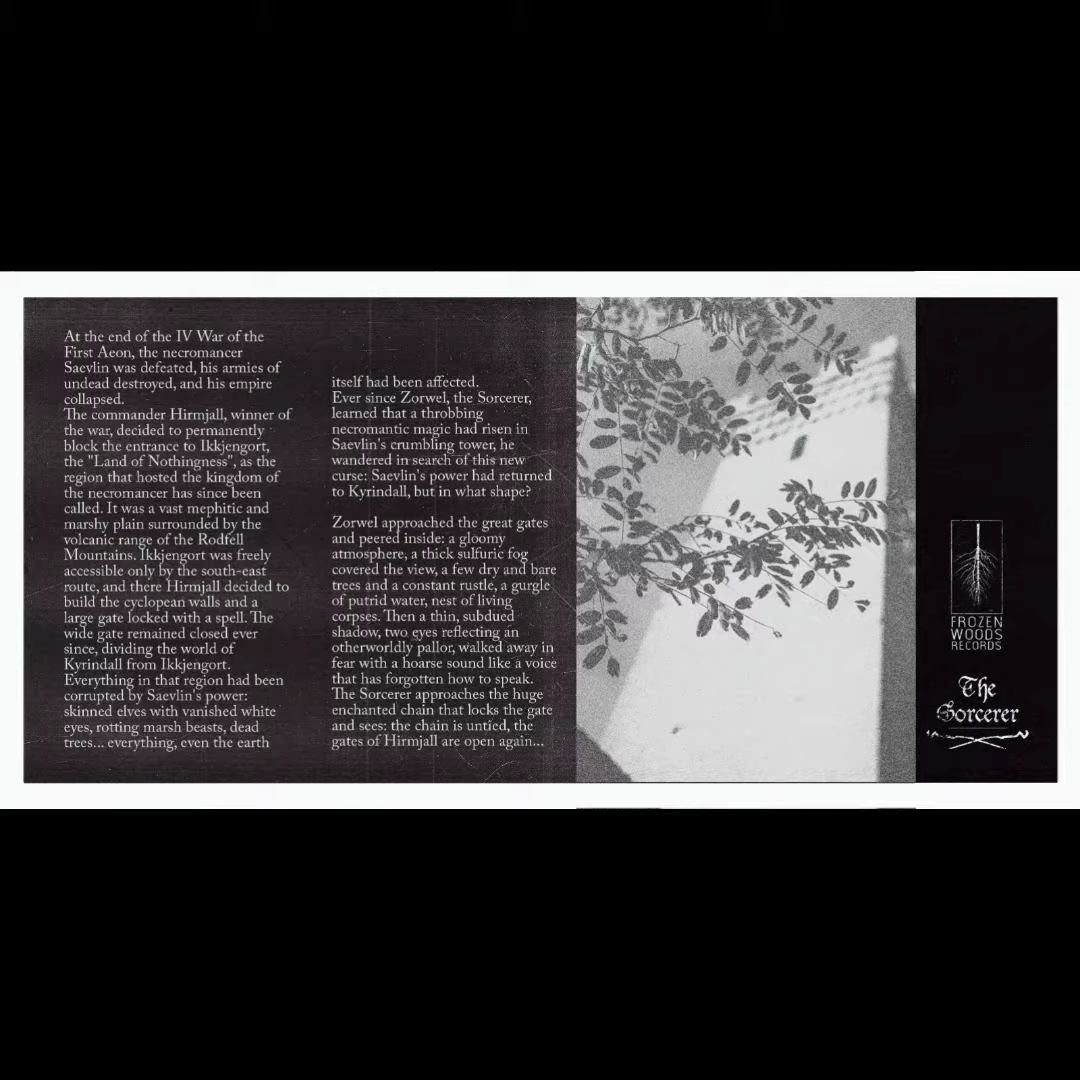 At the end of the IV War of the
First Aeon, the necromancer
Saevlin was defeated, his armies of
undead destroyed, and his empire
collapsed.
The commander Hirmjall, winner of
the war, decided to permanently
block the entrance to Ikkjengort,
the "Land of Nothingness", as the
region that hosted the kingdom of
the necromancer has since been
called. It was a vast mephitic and
marshy plain surrounded by the
volcanic range of the Rodfell
Mountains. Ikkjengort was freely
accessible only by the south-east
route, and there Hirmjall decided to
build the cyclopean walls and a
large gate locked with a spell. The
wide gate remained closed ever
since, dividing the world of
Kyrindall from Ikkjengort.
Everything in that region had been
corrupted by Saevlin's power:
skinned elves with vanished white
eyes, rotting marsh beasts, dead
trees... everything, even the earth
itself had been affected.
Ever since Zorwel, the Sorcerer,
learned that a throbbing
necromantic magic had risen in
Saevlin's crumbling tower, he
wandered in search of this new
curse: Saevlin's power had returned
to Kyrindall, but in what shape?
Zorwel approached the great gates
and peered inside: a gloomy
atmosphere, a thick sulfuric fog
covered the view, a few dry and bare
trees and a constant rustle, a gurgle
of putrid water, nest of living
corpses. Then a thin, subdued
shadow, two eyes reflecting an
otherworldly pallor, walked away in
fear with a hoarse sound like a voice
that has forgotten how to speak.
The Sorcerer approaches the huge
enchanted chain that locks the gate
and sees: the chain is untied, the
gates of Hirmjall are open again...
FROZEN
WOODS
RECORDS
The
Sorcerer